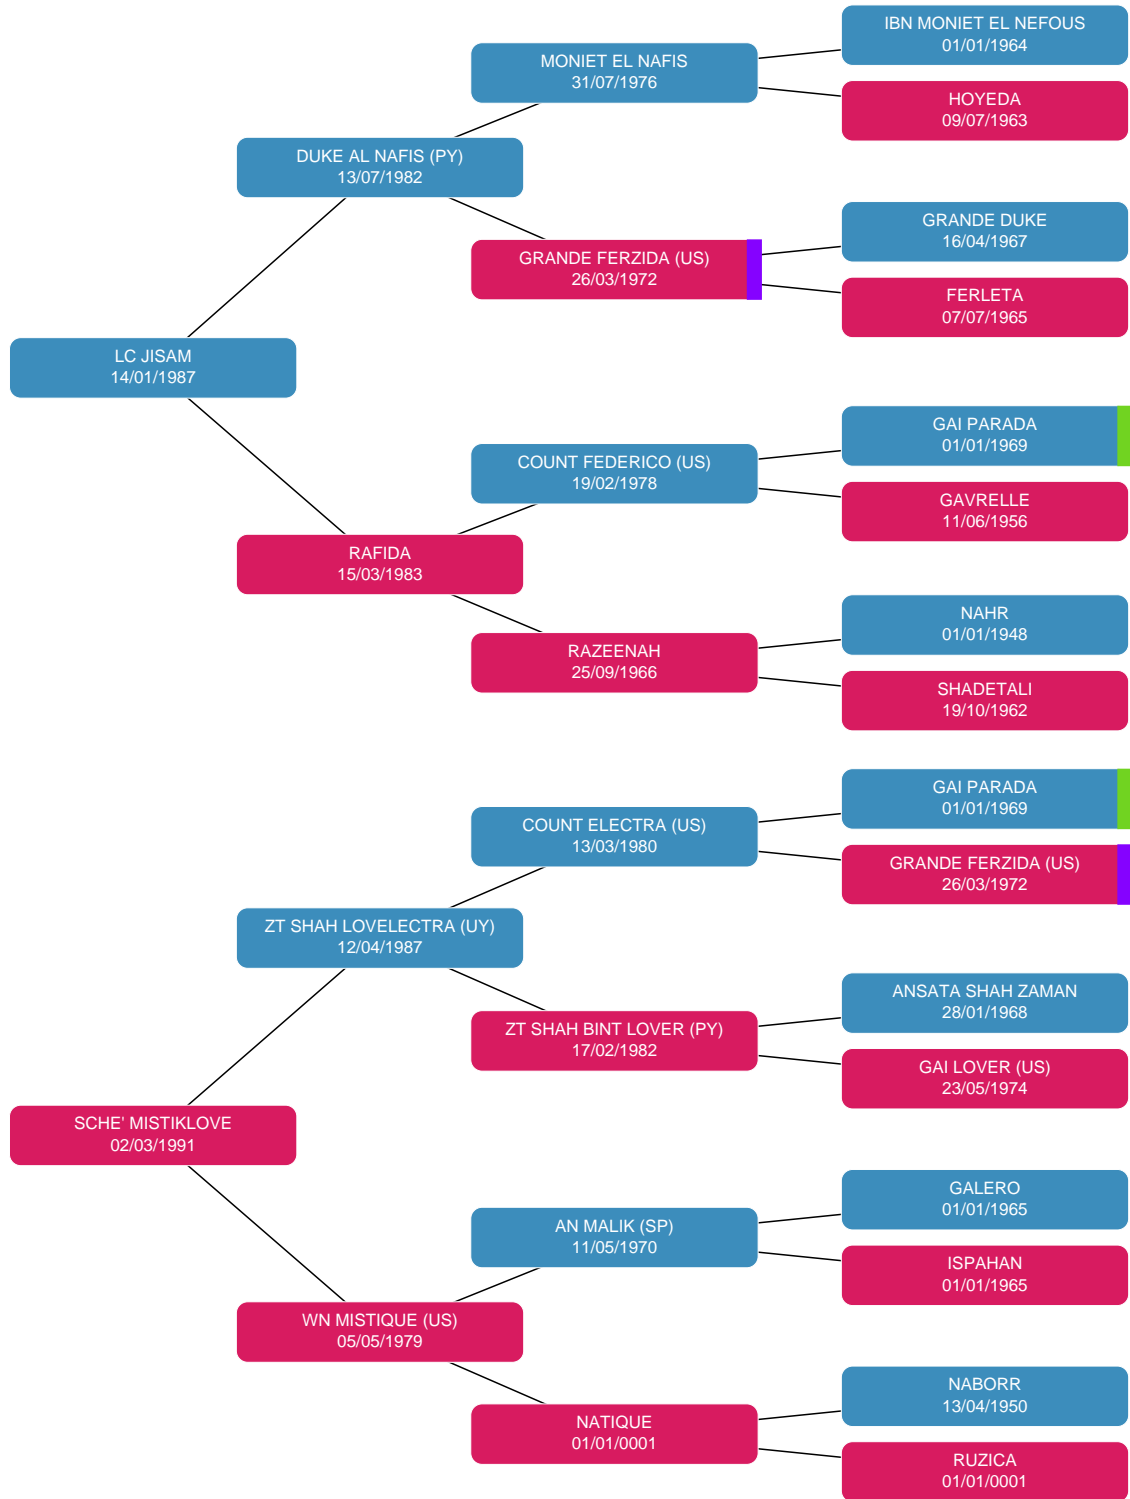 IBN MONIET EL NEFOUS
01/01/1964
MONIET EL NAFIS
31/07/1976
HOYEDA
09/07/1963
DUKE AL NAFIS (PY)
13/07/1982
GRANDE DUKE
16/04/1967
GRANDE FERZIDA (US)
26/03/1972
FERLETA
07/07/1965
LC JISAM
14/01/1987
GAI PARADA
01/01/1969
COUNT FEDERICO (US)
19/02/1978
GAVRELLE
11/06/1956
RAFIDA
15/03/1983
NAHR
01/01/1948
RAZEENAH
25/09/1966
SHADETALI
19/10/1962
GAI PARADA
01/01/1969
COUNT ELECTRA (US)
13/03/1980
GRANDE FERZIDA (US)
26/03/1972
ZT SHAH LOVELECTRA (UY)
12/04/1987
ANSATA SHAH ZAMAN
28/01/1968
ZT SHAH BINT LOVER (PY)
17/02/1982
GAI LOVER (US)
23/05/1974
SCHE' MISTIKLOVE
02/03/1991
GALERO
01/01/1965
AN MALIK (SP)
11/05/1970
ISPAHAN
01/01/1965
WN MISTIQUE (US)
05/05/1979
NABORR
13/04/1950
NATIQUE
01/01/0001
RUZICA
01/01/0001